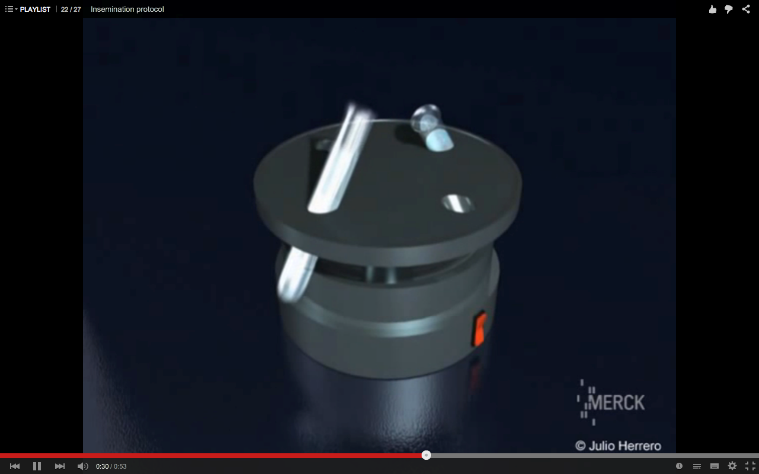 PLAYLIST | 22 / 27 Insemination protocol
MERCK
© Julio Herrero
0:30 / 0:53